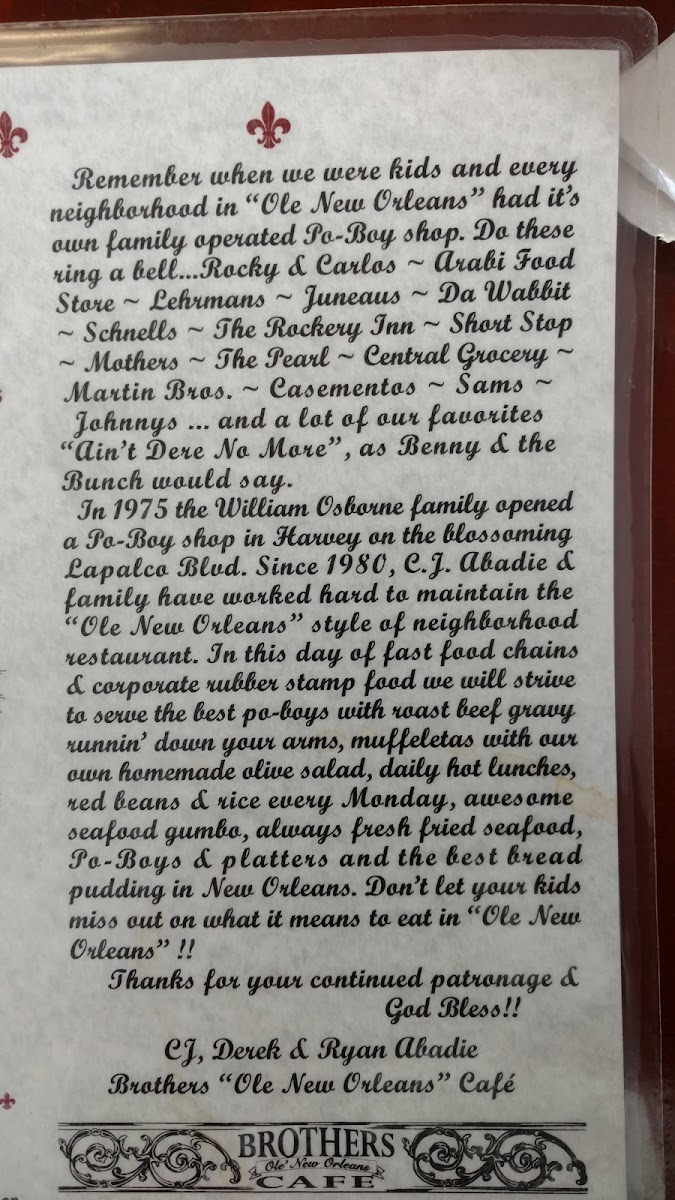 Remember when we were kids and every
neighborhood in "Ole New Orleans" had it's
own family operated Po-Boy shop. Do these
ring a bell...Rocky & Carlos ~ Arabi Food
Store ~ Lehrmans ~ Juneaus ~ Da Wabbit
~ Schnells ~ The Rockery Inn ~ Short Stop
~ Mothers ~ The Pearl ~ Central Grocery ~
Martin Bros. ~ Casementos ~ Sams ~
Johnnys ... and a lot of our favorites
"Ain't Dere No More", as Benny & the
Bunch would say.
In 1975 the William Osborne family opened
a Po-Boy shop in Harvey on the blossoming
Lapalco Blvd. Since 1980, C.J. Abadie &
family have worked hard to maintain the
"Ole New Orleans" style of neighborhood
restaurant. In this day of fast food chains
& corporate rubber stamp food we will strive
to serve the best po-boys with roast beef gravy
runnin' down your arms, muffeletas with our
own homemade olive salad, daily hot lunches,
red beans & rice every Monday, awesome
seafood gumbo, always fresh fried seafood,
Po-Boys & platters and the best bread
pudding in New Orleans. Don't let your kids
miss out on what it means to eat in "Ole New
Orleans" !!
Thanks for your continued patronage &
God Bless!!
CJ, Derek & Ryan Abadie
Brothers "Ole New Orleans" Café
BROTHERS
Ole' New Orleans
CAFE